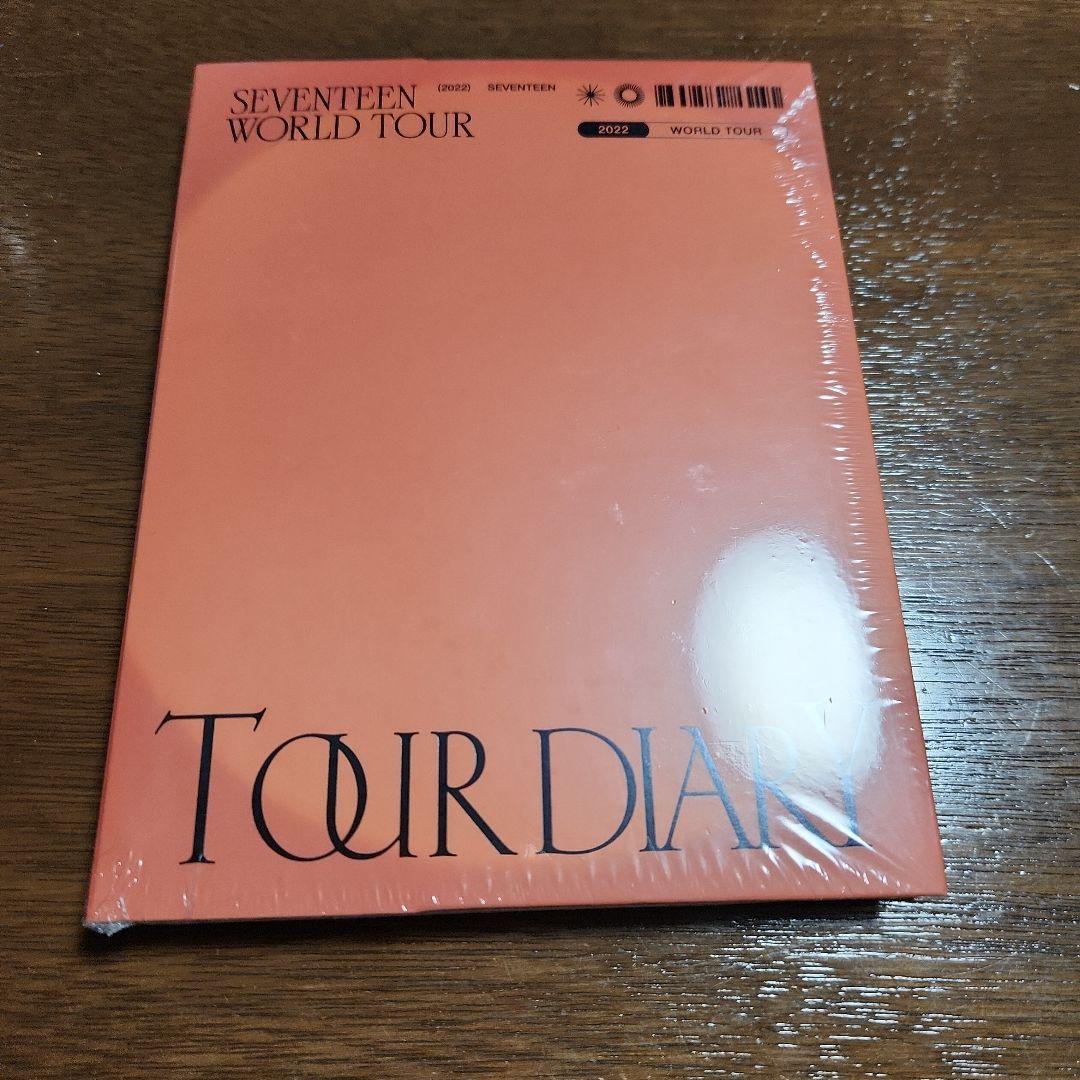 SEVENTEEN
WORLD TOUR
(2022) SEVENTEEN
2022 WORLD TOUR
TOUR DIARY